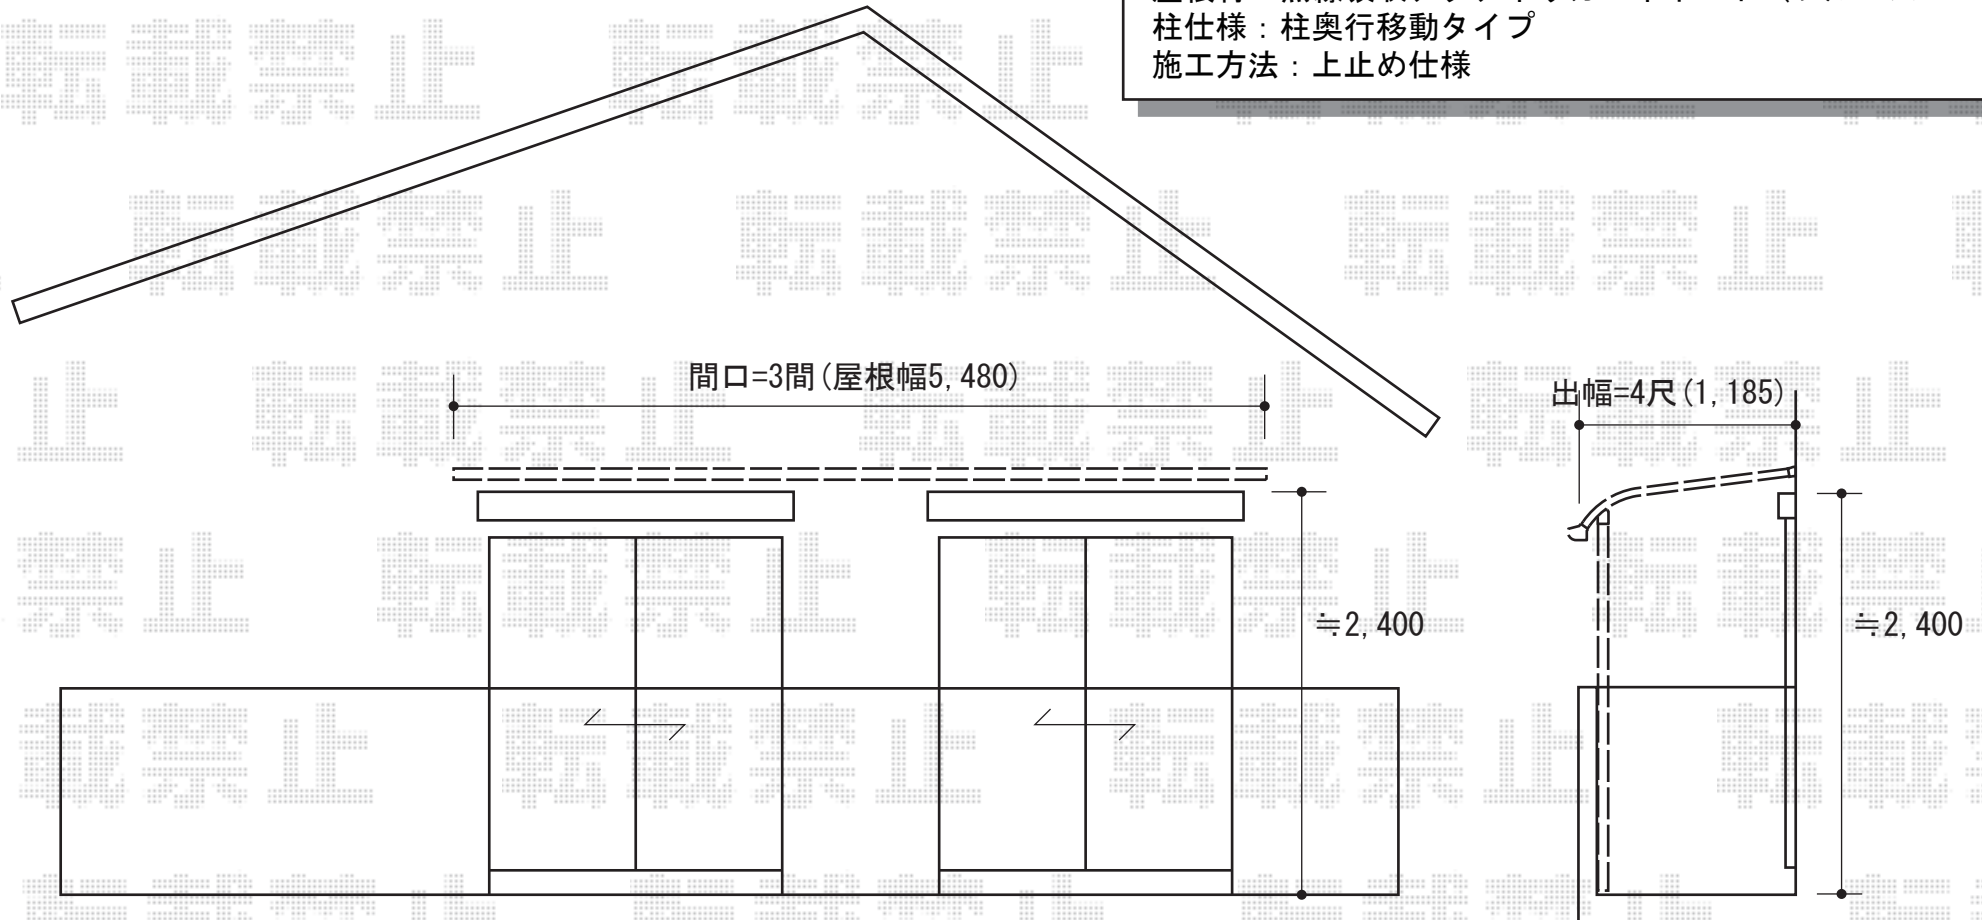 柱仕様：柱奥行移動タイプ
施工方法：上止め仕様
間口=3間(屋根幅5,480)
出幅=4尺(1,185)
≒2,400
≒2,400
転載禁止